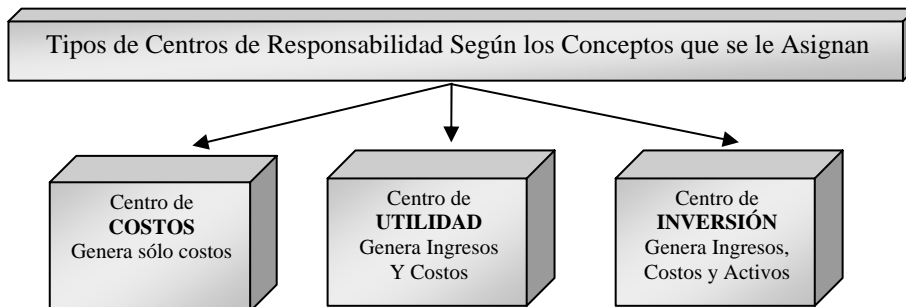 Tipos de Centros de Responsabilidad Según los Conceptos que se le Asignan
Centro de
COSTOS
Genera sólo costos
Centro de
UTILIDAD
Genera Ingresos
Y Costos
Centro de
INVERSIÓN
Genera Ingresos,
Costos y Activos